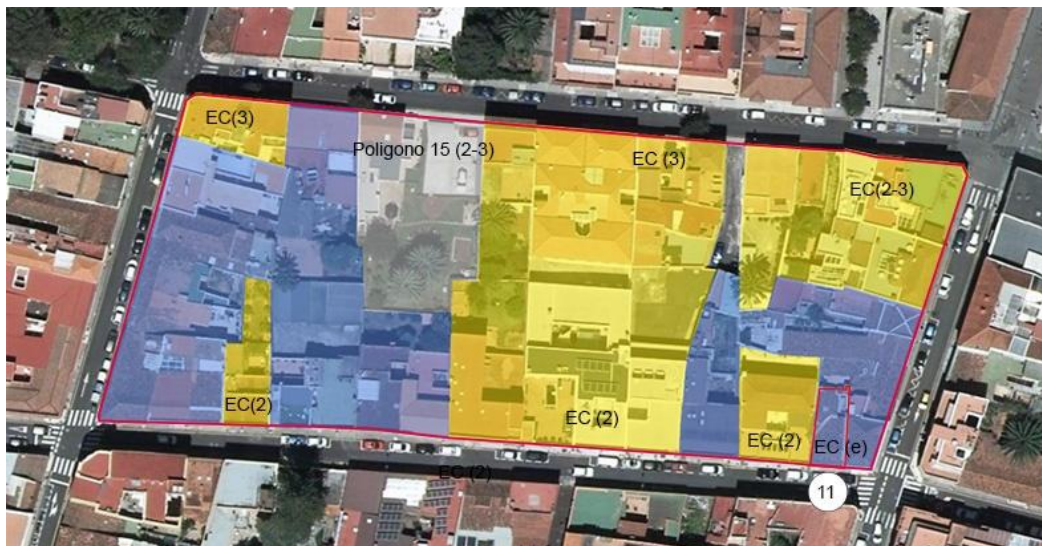 EC(3)
Poligono 15 (2-3)
EC (3)
EC(2-3)
EC(2)
EC (2)
EC (2)
EC (e)
EC (2)
11